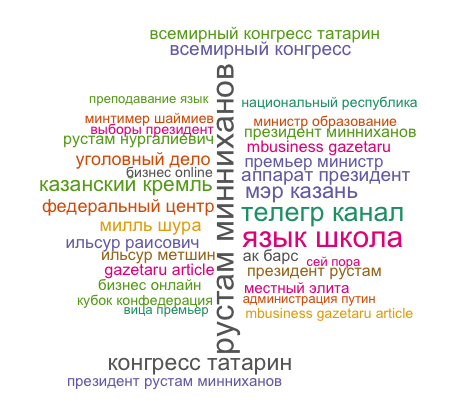 всемирный конгресс татарин
всемирный конгресс
рустам минниханов
преподавание язык
национальный республика
минтимер шаймиев
министр образование
выборы президент
президент минниханов
рустам нургалиевич
mbusiness gazetaru
уголовный дело
премьер министр
бизнес online
аппарат президент
казанский кремль
мэр казань
федеральный центр
телегр канал
милль шура
язык школа
ильсур раисович
ильсур метшин
ак барс
сей пора
gazetaru article
президент рустам
бизнес онлайн
местный элита
кубок конфедерация
администрация путин
вица премьер
mbusiness gazetaru article
конгресс татарин
президент рустам минниханов